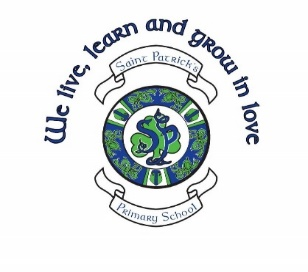 We live, learn and grow in love
Saint Patrick's
Primary School